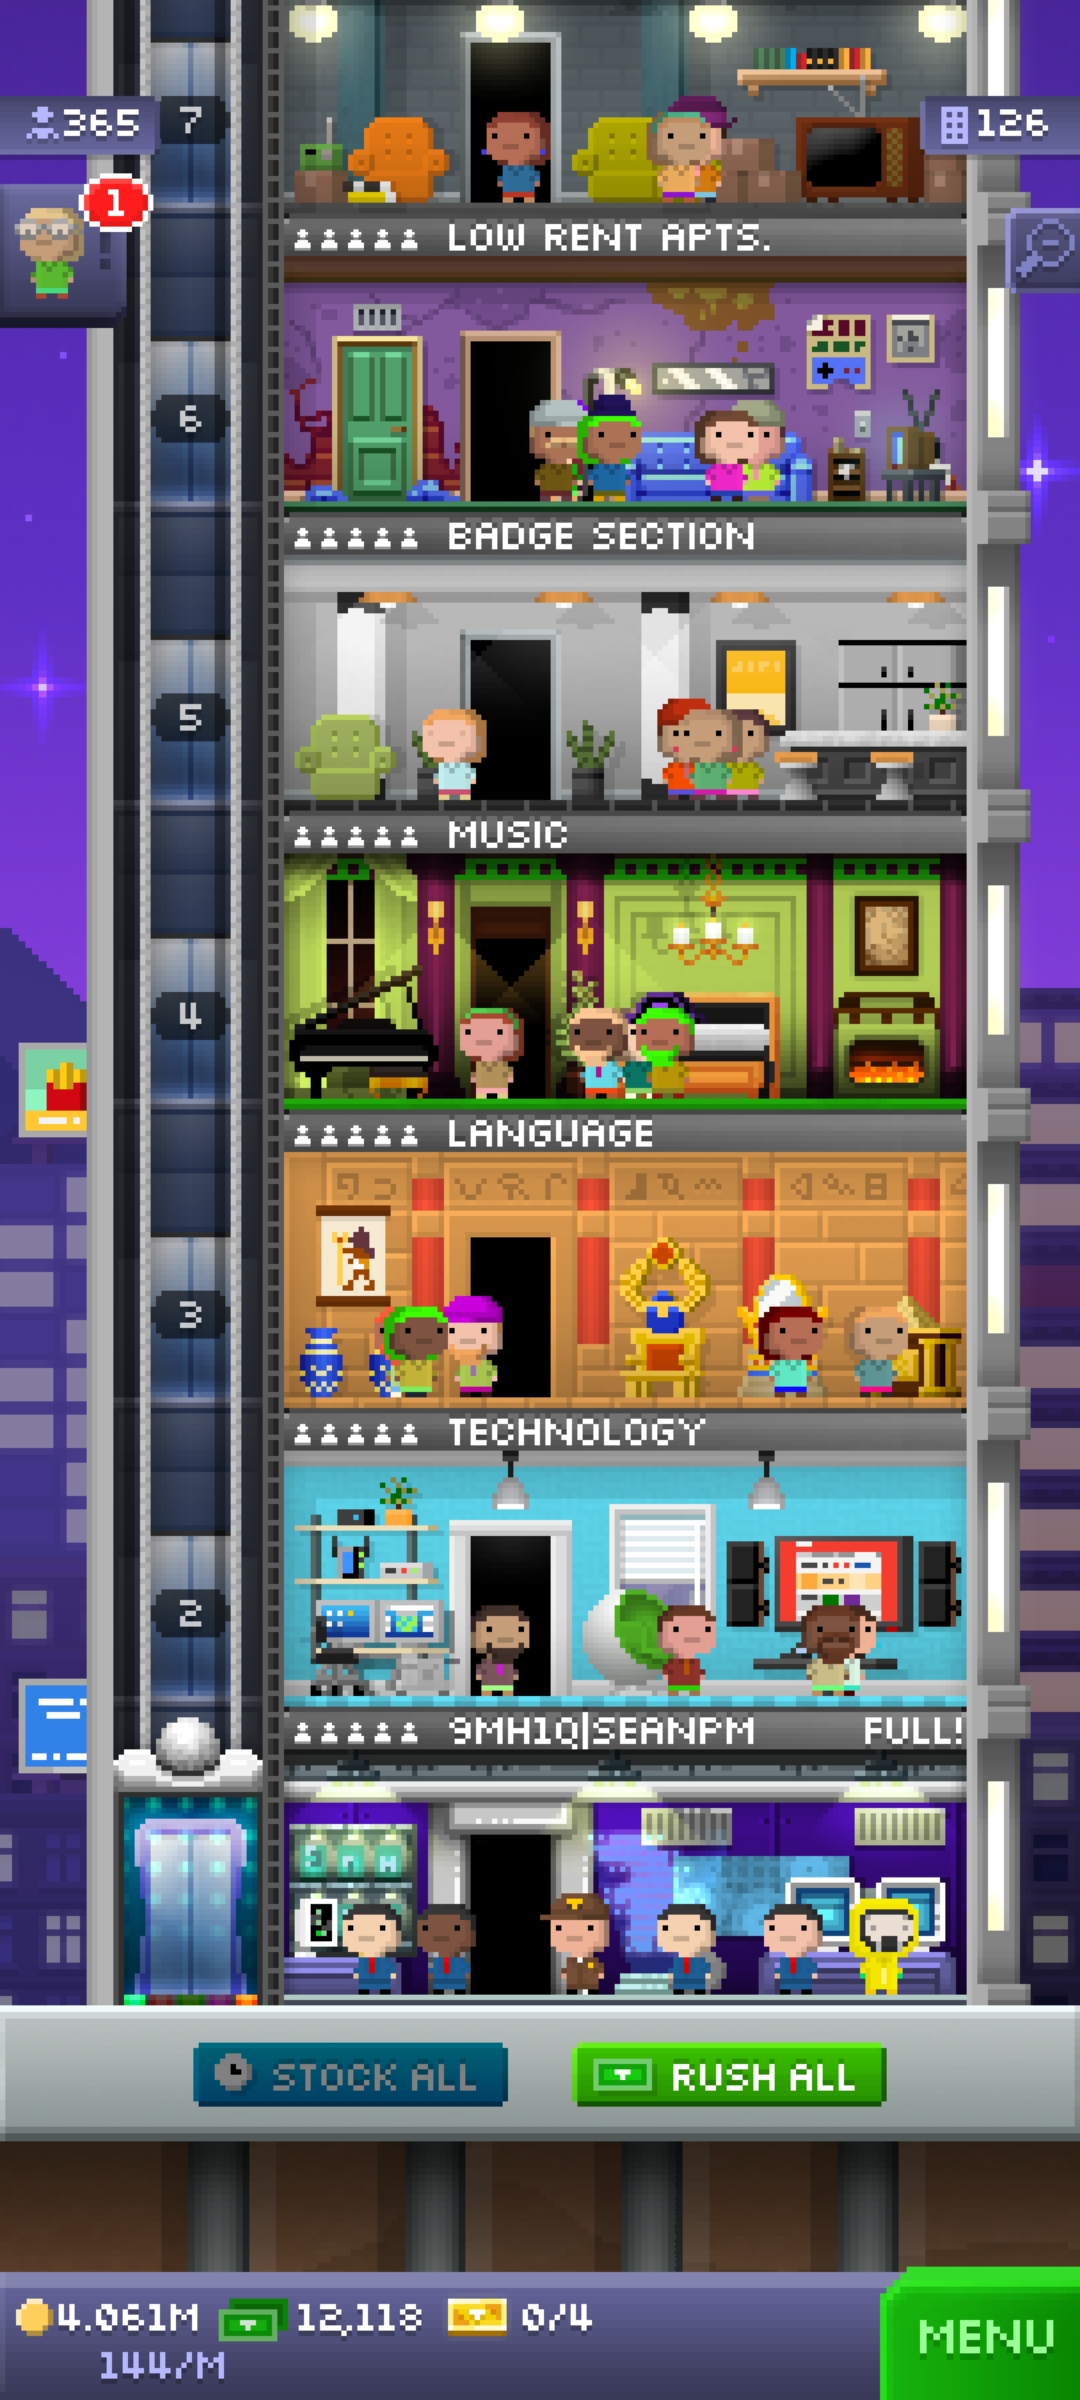 7
365
126
1
LOW RENT APTS.
6
BADGE SECTION
5
MUSIC
4
LANGUAGE
3
TECHNOLOGY
2
9MH1Q|SEANPM FULL!
STOCK ALL
RUSH ALL
4.061M 12,118 0/4
144/M
MENU